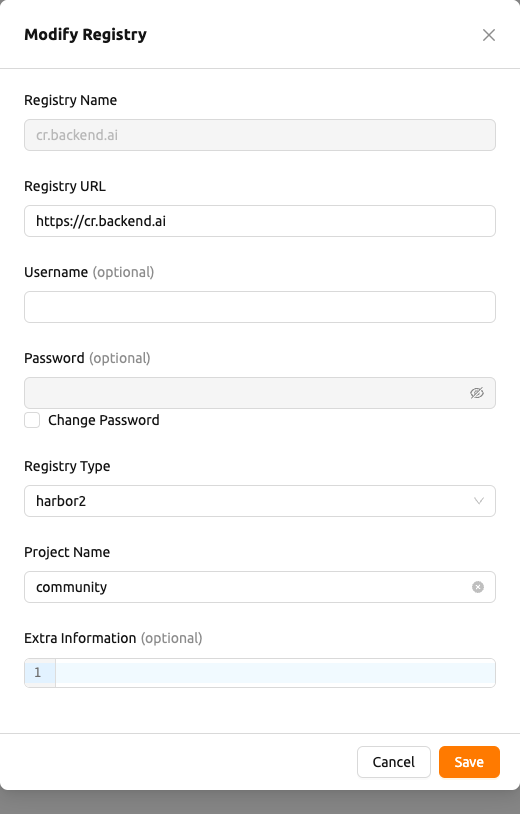 Modify Registry
Registry Name
cr.backend.ai
Registry URL
https://cr.backend.ai
Username (optional)
Password (optional)
Change Password
Registry Type
harbor2
Project Name
community
Extra Information (optional)
1
Cancel Save